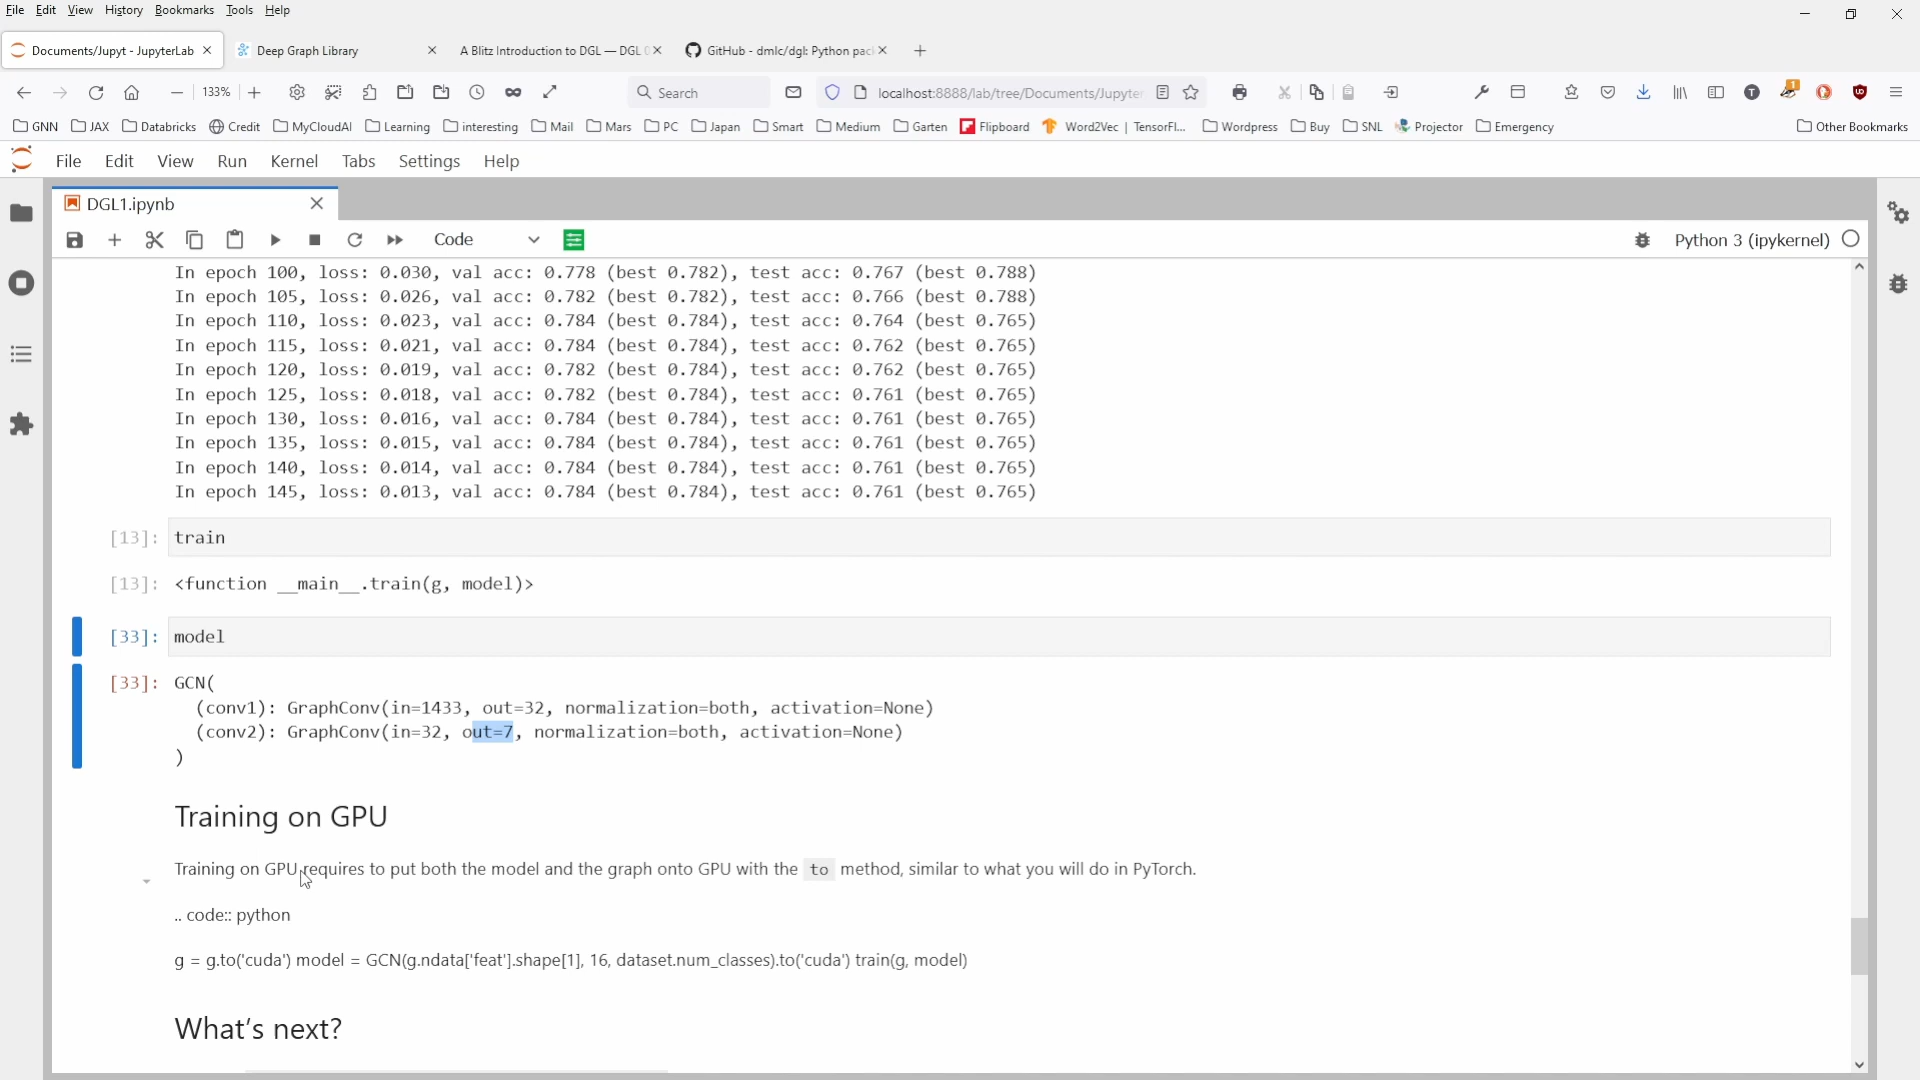 File Edit View History Bookmarks Tools Help
Documents/Jupyt - JupyterLab
Deep Graph Library
A Blitz Introduction to DGL — DGL
GitHub - dmlc/dgl: Python pac
133%
Search
localhost:8888/lab/tree/Documents/Jupyter
T
1
GNN JAX Databricks Credit MyCloudAI Learning interesting Mail Mars PC Japan Smart Medium Garten Flipboard Word2Vec | TensorFl... Wordpress Buy SNL Projector Emergency Other Bookmarks
File Edit View Run Kernel Tabs Settings Help
DGL1.ipynb
Code
Python 3 (ipykernel)
In epoch 100, loss: 0.030, val acc: 0.778 (best 0.782), test acc: 0.767 (best 0.788)
In epoch 105, loss: 0.026, val acc: 0.782 (best 0.782), test acc: 0.766 (best 0.788)
In epoch 110, loss: 0.023, val acc: 0.784 (best 0.784), test acc: 0.764 (best 0.765)
In epoch 115, loss: 0.021, val acc: 0.784 (best 0.784), test acc: 0.762 (best 0.765)
In epoch 120, loss: 0.019, val acc: 0.782 (best 0.784), test acc: 0.762 (best 0.765)
In epoch 125, loss: 0.018, val acc: 0.782 (best 0.784), test acc: 0.761 (best 0.765)
In epoch 130, loss: 0.016, val acc: 0.784 (best 0.784), test acc: 0.761 (best 0.765)
In epoch 135, loss: 0.015, val acc: 0.784 (best 0.784), test acc: 0.761 (best 0.765)
In epoch 140, loss: 0.014, val acc: 0.784 (best 0.784), test acc: 0.761 (best 0.765)
In epoch 145, loss: 0.013, val acc: 0.784 (best 0.784), test acc: 0.761 (best 0.765)
[13]: train
[13]: <function __main__.train(g, model)>
[33]: model
[33]: GCN(
(conv1): GraphConv(in=1433, out=32, normalization=both, activation=None)
(conv2): GraphConv(in=32, out=7, normalization=both, activation=None)
)
Training on GPU
Training on GPU requires to put both the model and the graph onto GPU with the to method, similar to what you will do in PyTorch.
.. code:: python
g = g.to('cuda') model = GCN(g.ndata['feat'].shape[1], 16, dataset.num_classes).to('cuda') train(g, model)
What's next?